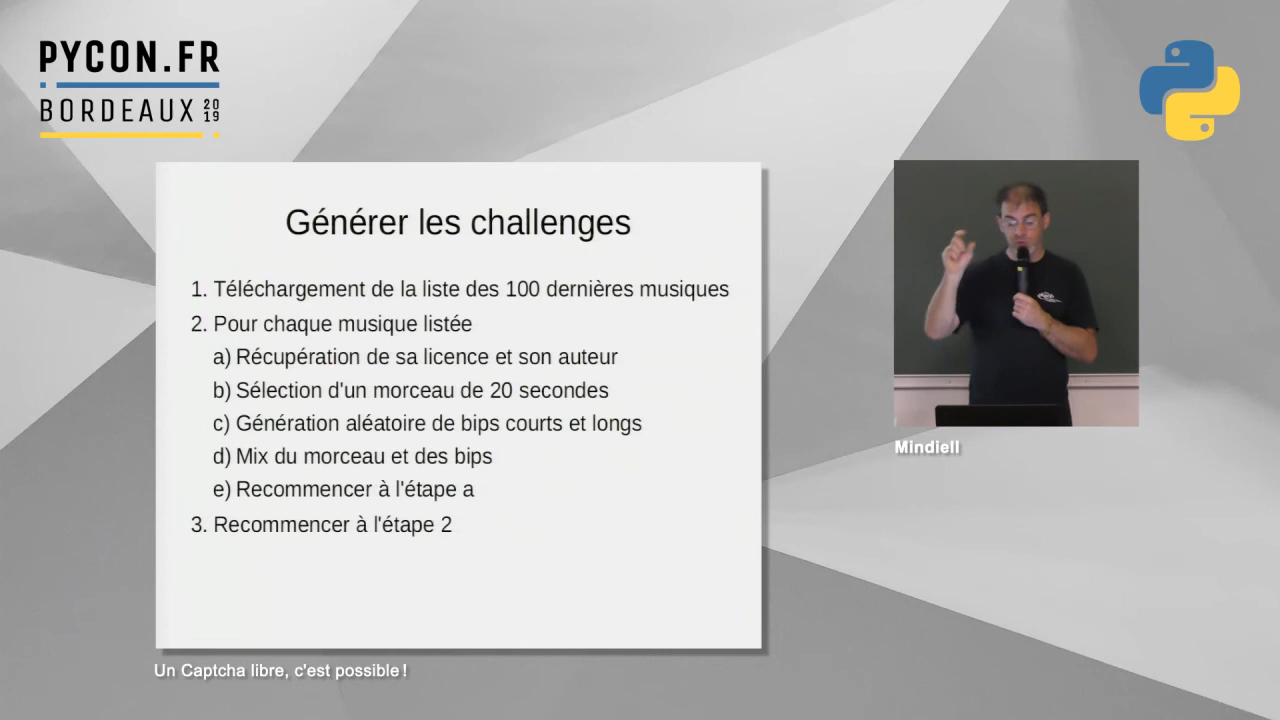 PYCON.FR
BORDEAUX 2019
Générer les challenges
1. Téléchargement de la liste des 100 dernières musiques
2. Pour chaque musique listée
a) Récupération de sa licence et son auteur
b) Sélection d'un morceau de 20 secondes
c) Génération aléatoire de bips courts et longs
d) Mix du morceau et des bips
e) Recommencer à l'étape a
3. Recommencer à l'étape 2
Mindiell
Un Captcha libre, c'est possible !